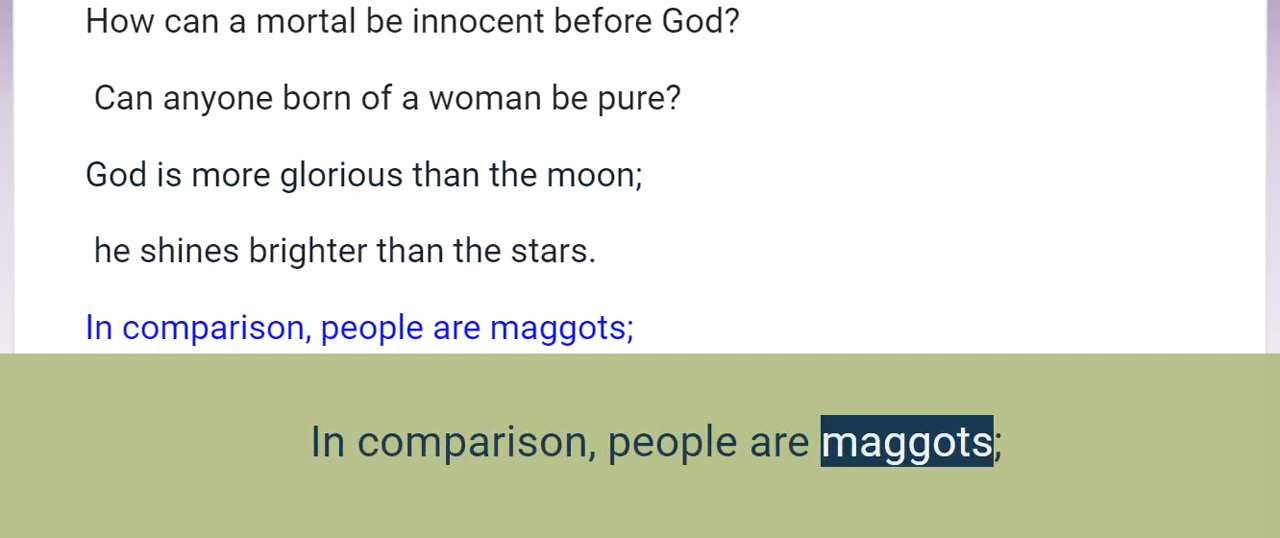 How can a mortal be innocent before God?
Can anyone born of a woman be pure?
God is more glorious than the moon;
he shines brighter than the stars.
In comparison, people are maggots;
In comparison, people are maggots;